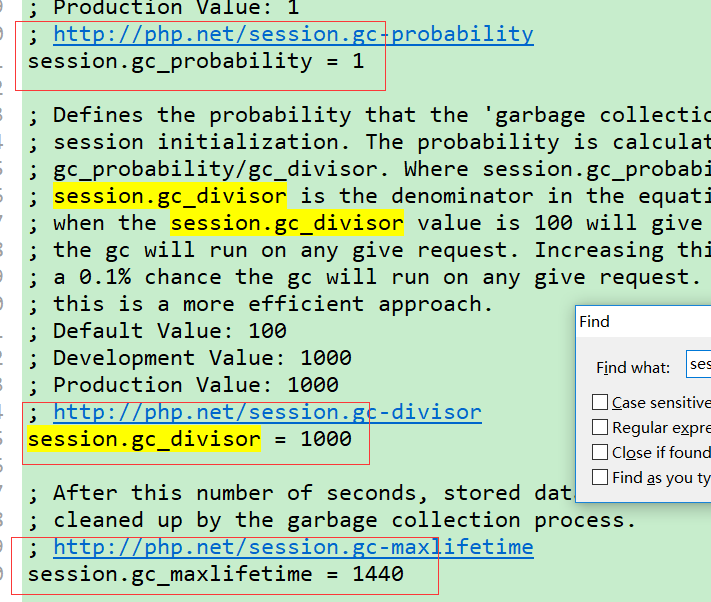 ; Production Value: 1
; http://php.net/session.gc-probability
session.gc_probability = 1
; Defines the probability that the 'garbage collectio
; session initialization. The probability is calculat
; gc_probability/gc_divisor. Where session.gc_probabi
; session.gc_divisor is the denominator in the equati
; when the session.gc_divisor value is 100 will give
; the gc will run on any give request. Increasing thi
; a 0.1% chance the gc will run on any give request.
; this is a more efficient approach.
; Default Value: 100
; Development Value: 1000
; Production Value: 1000
; http://php.net/session.gc-divisor
session.gc_divisor = 1000
; After this number of seconds, stored dat
; cleaned up by the garbage collection process.
; http://php.net/session.gc-maxlifetime
session.gc_maxlifetime = 1440
Find
Find what: ses
Case sensitive
Regular expre
Close if found
Find as you ty